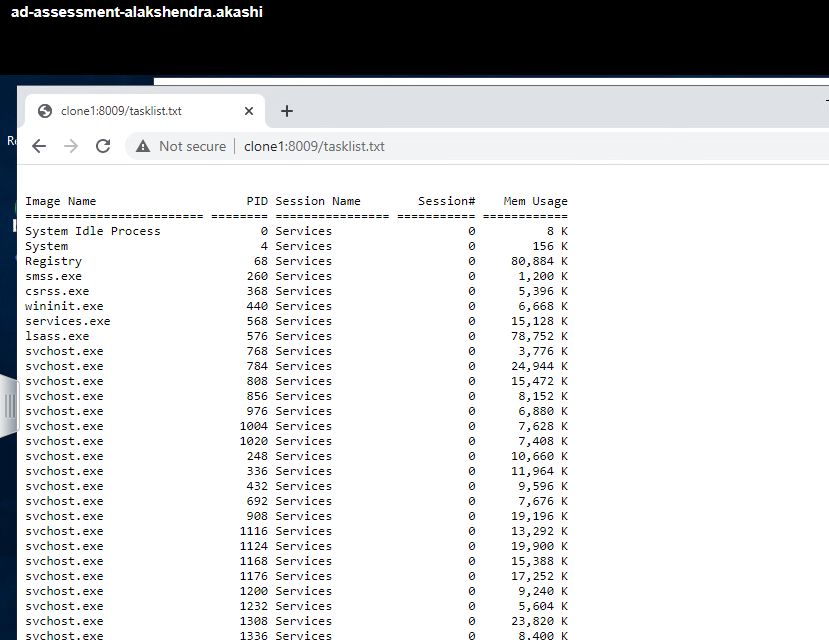 ad-assessment-alakshendra.akashi
clone1:8009/tasklist.txt
Not secure clone1:8009/tasklist.txt
Image Name PID Session Name Session# Mem Usage
========================= ======== ================ =========== ============
System Idle Process 0 Services 0 8 K
System 4 Services 0 156 K
Registry 68 Services 0 80,884 K
smss.exe 260 Services 0 1,200 K
csrss.exe 368 Services 0 5,396 K
wininit.exe 440 Services 0 6,668 K
services.exe 568 Services 0 15,128 K
lsass.exe 576 Services 0 78,752 K
svchost.exe 768 Services 0 3,776 K
svchost.exe 784 Services 0 24,944 K
svchost.exe 808 Services 0 15,472 K
svchost.exe 856 Services 0 8,152 K
svchost.exe 976 Services 0 6,880 K
svchost.exe 1004 Services 0 7,628 K
svchost.exe 1020 Services 0 7,408 K
svchost.exe 248 Services 0 10,660 K
svchost.exe 336 Services 0 11,964 K
svchost.exe 432 Services 0 9,596 K
svchost.exe 692 Services 0 7,676 K
svchost.exe 908 Services 0 19,196 K
svchost.exe 1116 Services 0 13,292 K
svchost.exe 1124 Services 0 19,900 K
svchost.exe 1168 Services 0 15,388 K
svchost.exe 1176 Services 0 17,252 K
svchost.exe 1200 Services 0 9,240 K
svchost.exe 1232 Services 0 5,604 K
svchost.exe 1308 Services 0 23,820 K
svchost.exe 1336 Services 0 8,400 K